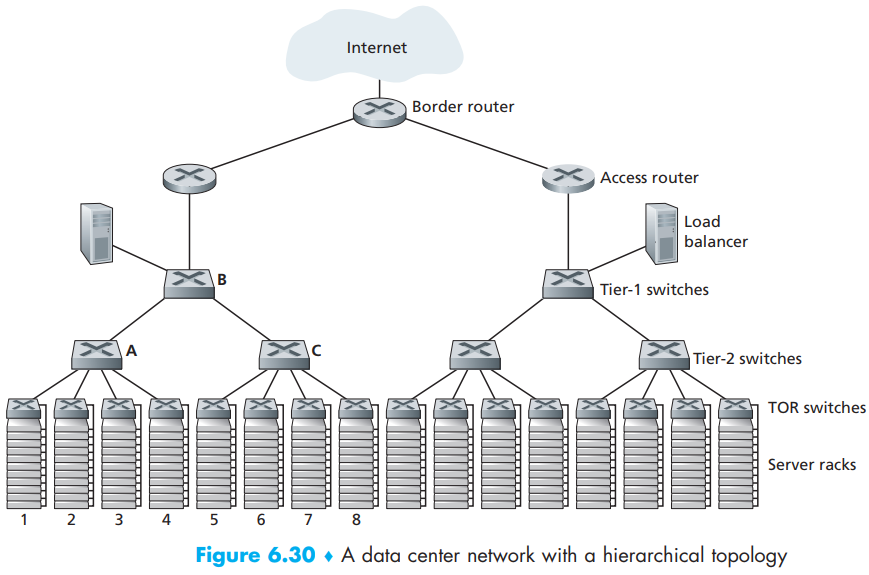 Internet
Border router
Access router
Load
balancer
B
Tier-1 switches
A
C
Tier-2 switches
TOR switches
Server racks
1 2 3 4 5 6 7 8
Figure 6.30 ♦ A data center network with a hierarchical topology